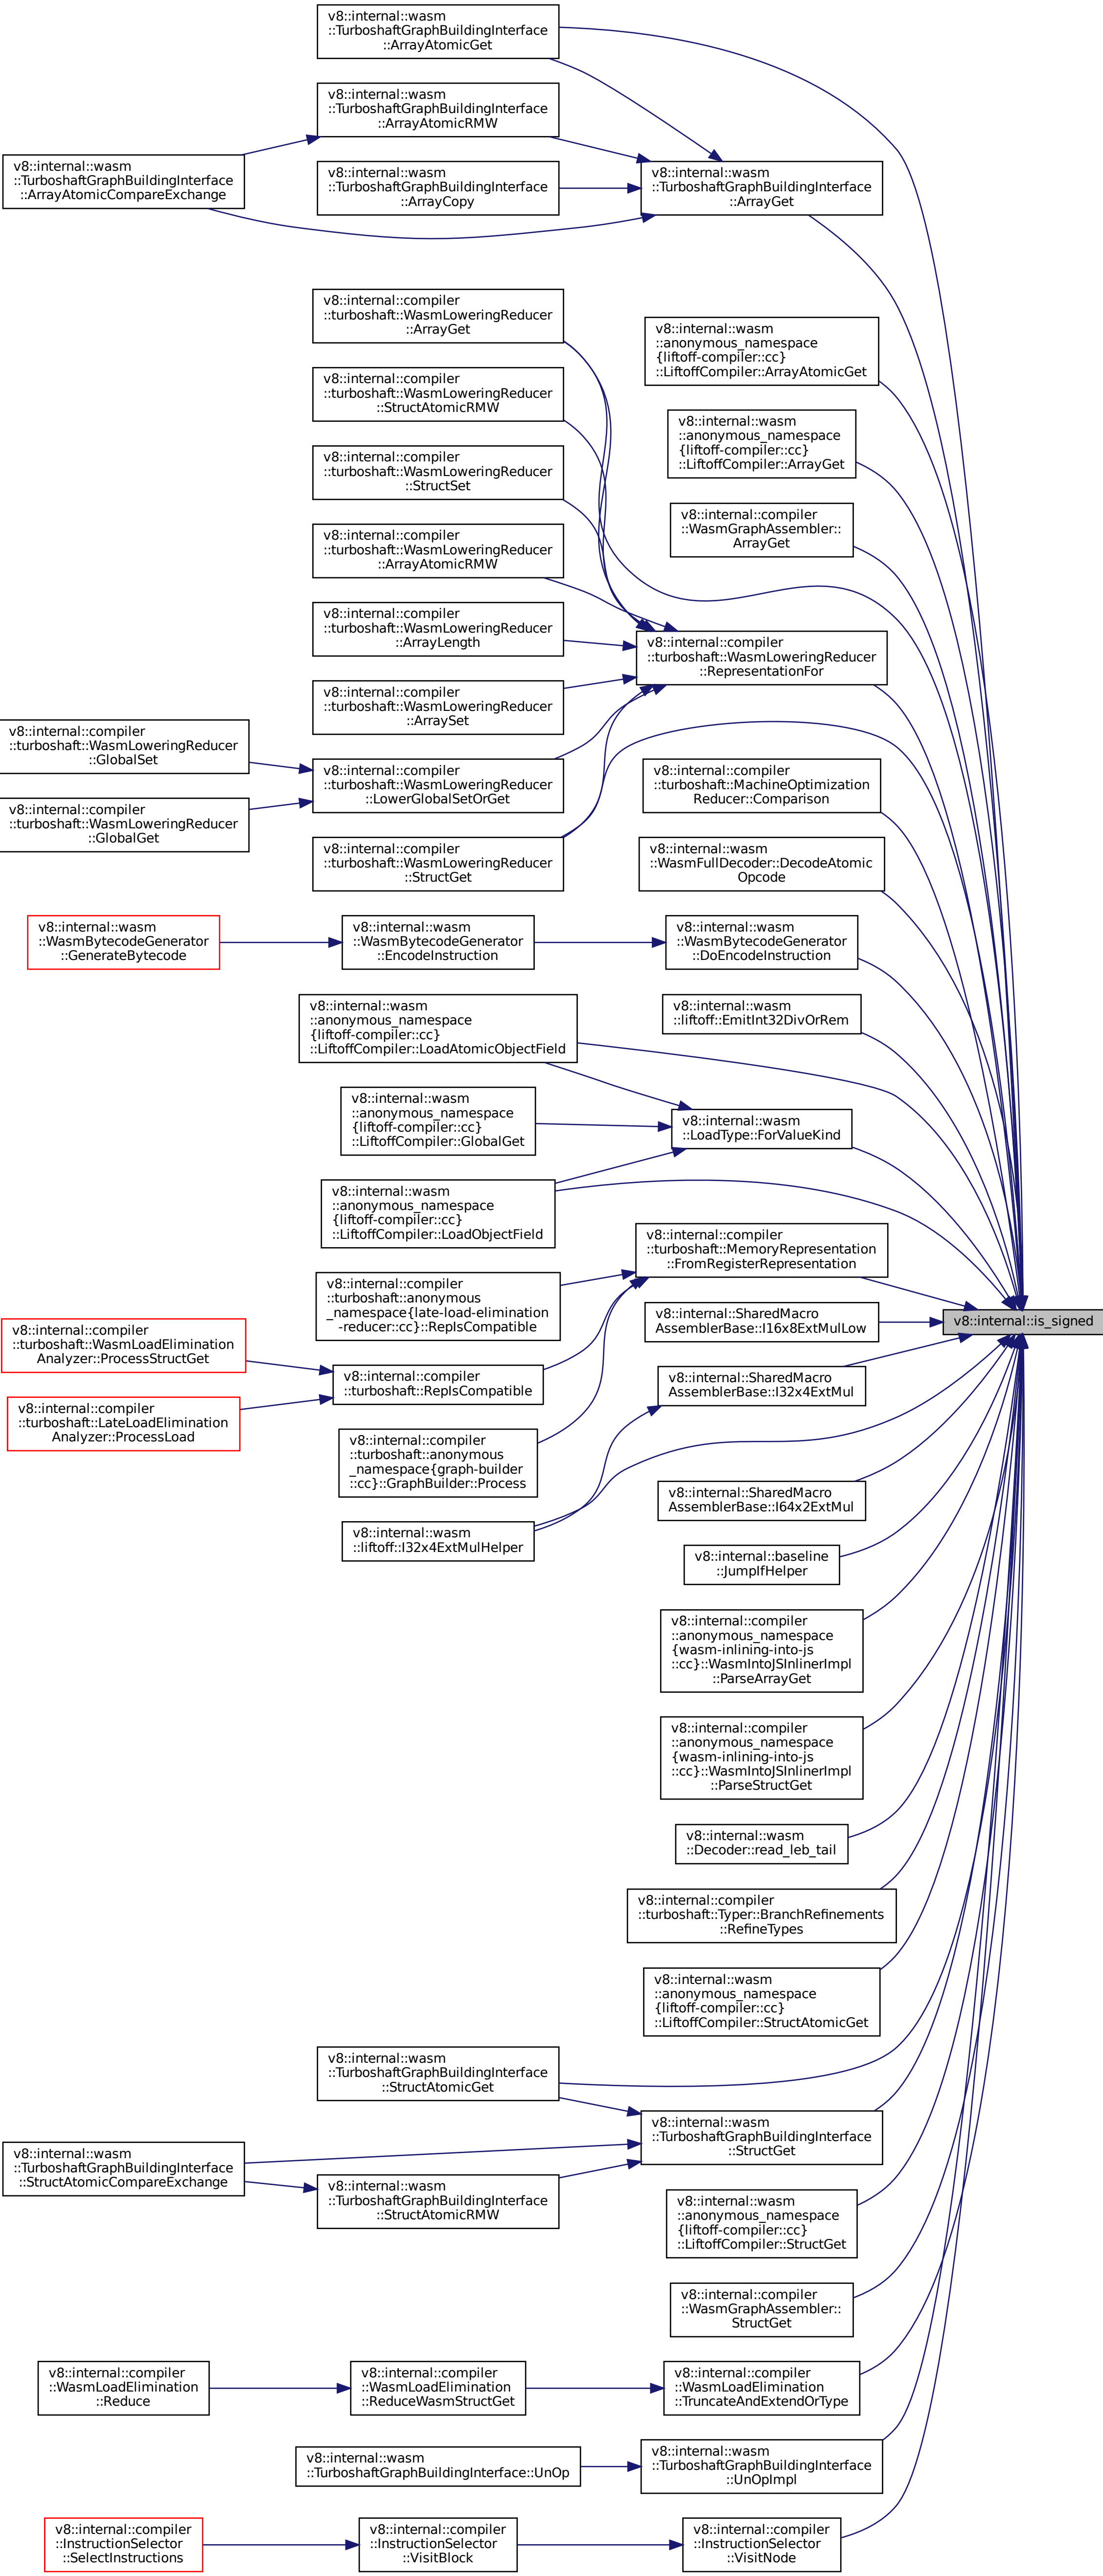 v8::internal::wasm
::TurboshaftGraphBuildingInterface
::ArrayAtomicGet
v8::internal::wasm
::TurboshaftGraphBuildingInterface
::ArrayAtomicRMW
v8::internal::wasm
::TurboshaftGraphBuildingInterface
::ArrayAtomicCompareExchange
v8::internal::wasm
::TurboshaftGraphBuildingInterface
::ArrayCopy
v8::internal::wasm
::TurboshaftGraphBuildingInterface
::ArrayGet
v8::internal::compiler
::turboshaft::WasmLoweringReducer
::ArrayGet
v8::internal::wasm
::anonymous_namespace
{liftoff-compiler::cc}
::LiftoffCompiler::ArrayAtomicGet
v8::internal::compiler
::turboshaft::WasmLoweringReducer
::StructAtomicRMW
v8::internal::wasm
::anonymous_namespace
{liftoff-compiler::cc}
::LiftoffCompiler::ArrayGet
v8::internal::compiler
::turboshaft::WasmLoweringReducer
::StructSet
v8::internal::compiler
::WasmGraphAssembler::
ArrayGet
v8::internal::compiler
::turboshaft::WasmLoweringReducer
::ArrayAtomicRMW
v8::internal::compiler
::turboshaft::WasmLoweringReducer
::ArrayLength
v8::internal::compiler
::turboshaft::WasmLoweringReducer
::RepresentationFor
v8::internal::compiler
::turboshaft::WasmLoweringReducer
::ArraySet
v8::internal::compiler
::turboshaft::WasmLoweringReducer
::GlobalSet
v8::internal::compiler
::turboshaft::WasmLoweringReducer
::LowerGlobalSetOrGet
v8::internal::compiler
::turboshaft::MachineOptimization
Reducer::Comparison
v8::internal::compiler
::turboshaft::WasmLoweringReducer
::GlobalGet
v8::internal::compiler
::turboshaft::WasmLoweringReducer
::StructGet
v8::internal::wasm
::WasmFullDecoder::DecodeAtomic
Opcode
v8::internal::wasm
::WasmBytecodeGenerator
::GenerateBytecode
v8::internal::wasm
::WasmBytecodeGenerator
::EncodeInstruction
v8::internal::wasm
::WasmBytecodeGenerator
::DoEncodeInstruction
v8::internal::wasm
::anonymous_namespace
{liftoff-compiler::cc}
::LiftoffCompiler::LoadAtomicObjectField
v8::internal::wasm
::liftoff::EmitInt32DivOrRem
v8::internal::wasm
::anonymous_namespace
{liftoff-compiler::cc}
::LiftoffCompiler::GlobalGet
v8::internal::wasm
::LoadType::ForValueKind
v8::internal::wasm
::anonymous_namespace
{liftoff-compiler::cc}
::LiftoffCompiler::LoadObjectField
v8::internal::compiler
::turboshaft::MemoryRepresentation
::FromRegisterRepresentation
v8::internal::compiler
::turboshaft::anonymous
_namespace{late-load-elimination
-reducer::cc}::RepIsCompatible
v8::internal::SharedMacro
AssemblerBase::I16x8ExtMulLow
v8::internal::is_signed
v8::internal::compiler
::turboshaft::WasmLoadElimination
Analyzer::ProcessStructGet
v8::internal::compiler
::turboshaft::RepIsCompatible
v8::internal::SharedMacro
AssemblerBase::I32x4ExtMul
v8::internal::compiler
::turboshaft::LateLoadElimination
Analyzer::ProcessLoad
v8::internal::compiler
::turboshaft::anonymous
_namespace{graph-builder
::cc}::GraphBuilder::Process
v8::internal::SharedMacro
AssemblerBase::I64x2ExtMul
v8::internal::wasm
::liftoff::I32x4ExtMulHelper
v8::internal::baseline
::JumpIfHelper
v8::internal::compiler
::anonymous_namespace
{wasm-inlining-into-js
::cc}::WasmIntoJSInlinerImpl
::ParseArrayGet
v8::internal::compiler
::anonymous_namespace
{wasm-inlining-into-js
::cc}::WasmIntoJSInlinerImpl
::ParseStructGet
v8::internal::wasm
::Decoder::read_leb_tail
v8::internal::compiler
::turboshaft::Typer::BranchRefinements
::RefineTypes
v8::internal::wasm
::anonymous_namespace
{liftoff-compiler::cc}
::LiftoffCompiler::StructAtomicGet
v8::internal::wasm
::TurboshaftGraphBuildingInterface
::StructAtomicGet
v8::internal::wasm
::TurboshaftGraphBuildingInterface
::StructGet
v8::internal::wasm
::TurboshaftGraphBuildingInterface
::StructAtomicCompareExchange
v8::internal::wasm
::TurboshaftGraphBuildingInterface
::StructAtomicRMW
v8::internal::wasm
::anonymous_namespace
{liftoff-compiler::cc}
::LiftoffCompiler::StructGet
v8::internal::compiler
::WasmGraphAssembler::
StructGet
v8::internal::compiler
::WasmLoadElimination
::Reduce
v8::internal::compiler
::WasmLoadElimination
::ReduceWasmStructGet
v8::internal::compiler
::WasmLoadElimination
::TruncateAndExtendOrType
v8::internal::wasm
::TurboshaftGraphBuildingInterface::UnOp
v8::internal::wasm
::TurboshaftGraphBuildingInterface
::UnOpImpl
v8::internal::compiler
::InstructionSelector
::SelectInstructions
v8::internal::compiler
::InstructionSelector
::VisitBlock
v8::internal::compiler
::InstructionSelector
::VisitNode